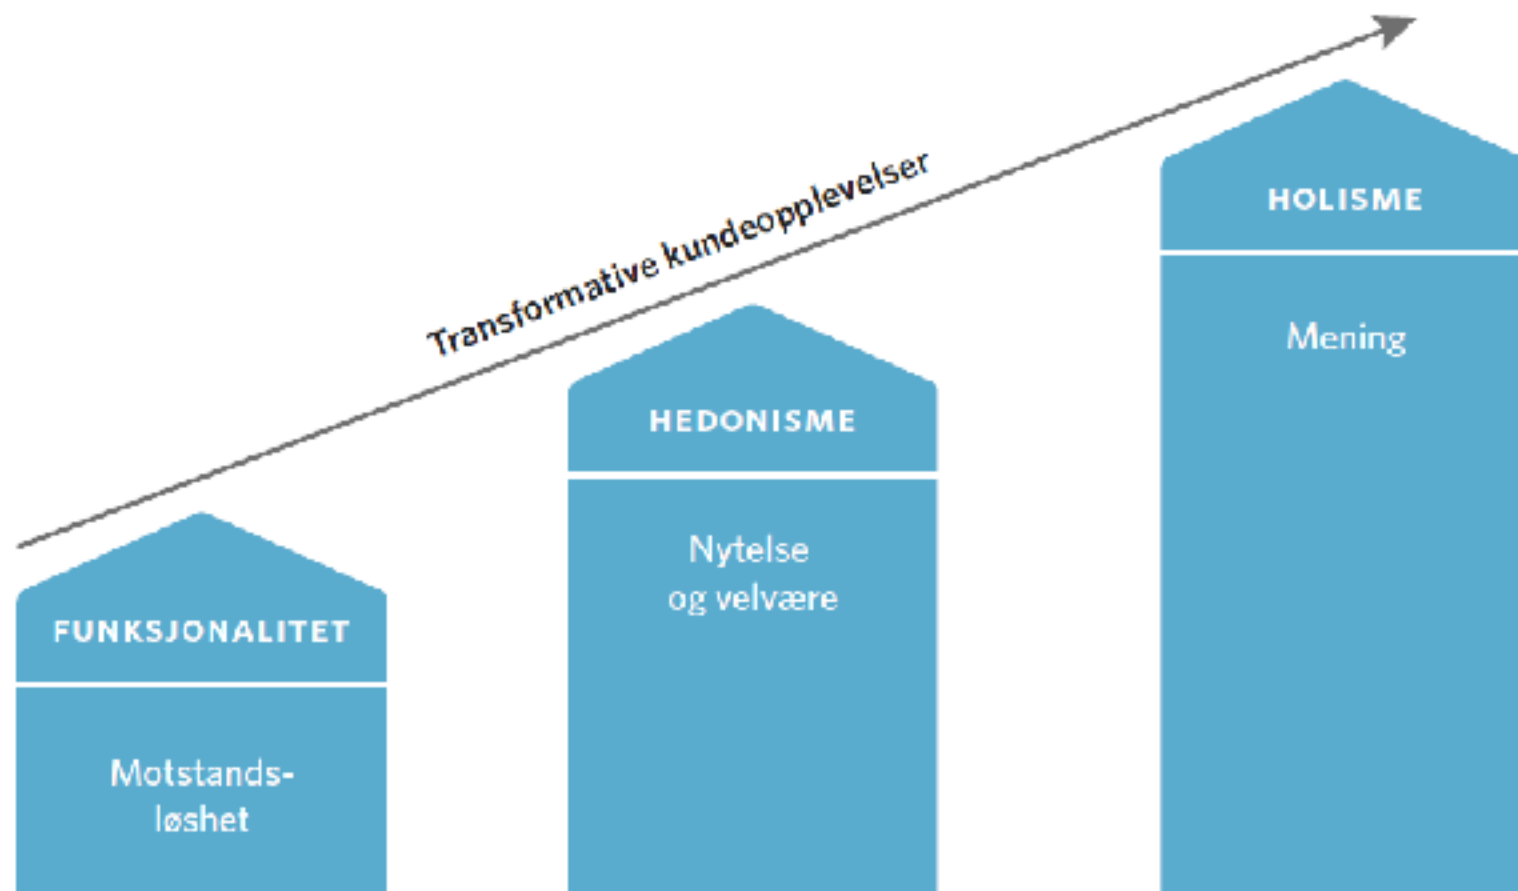 Transformative kundeopplevelser
FUNKSJONALITET
Motstands-
løshet
HEDONISME
Nytelse
og velvære
HOLISME
Mening